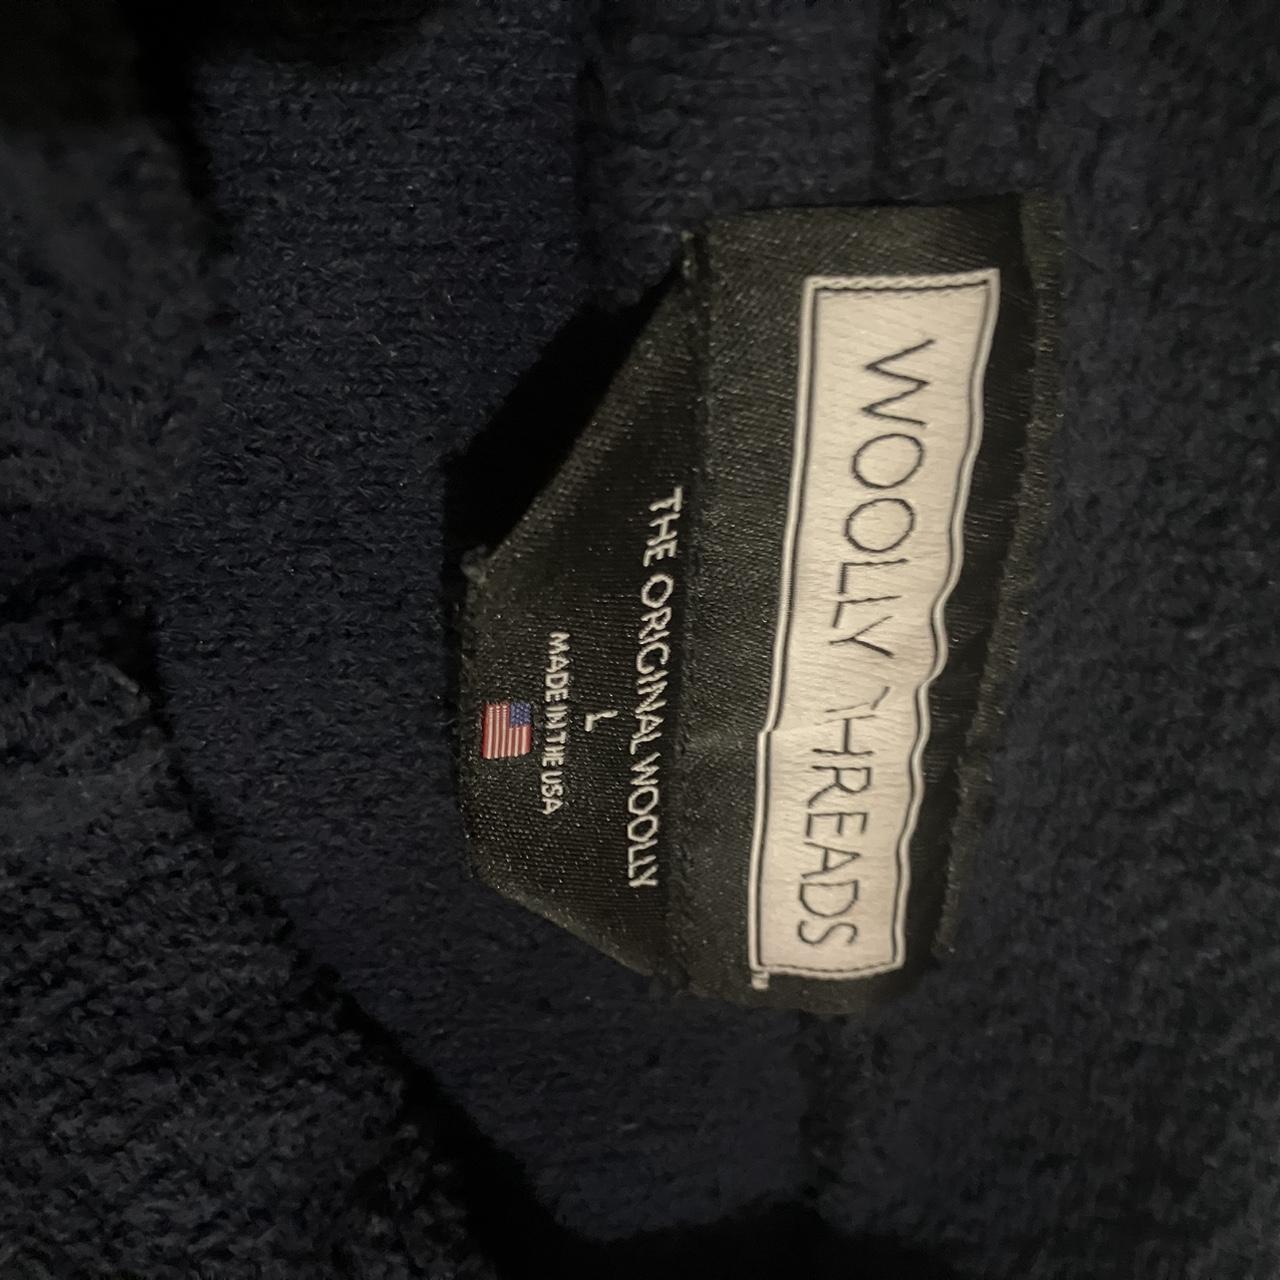 WOOLLY THREADS
THE ORIGINAL WOOLLY
L
MADE IN THE USA